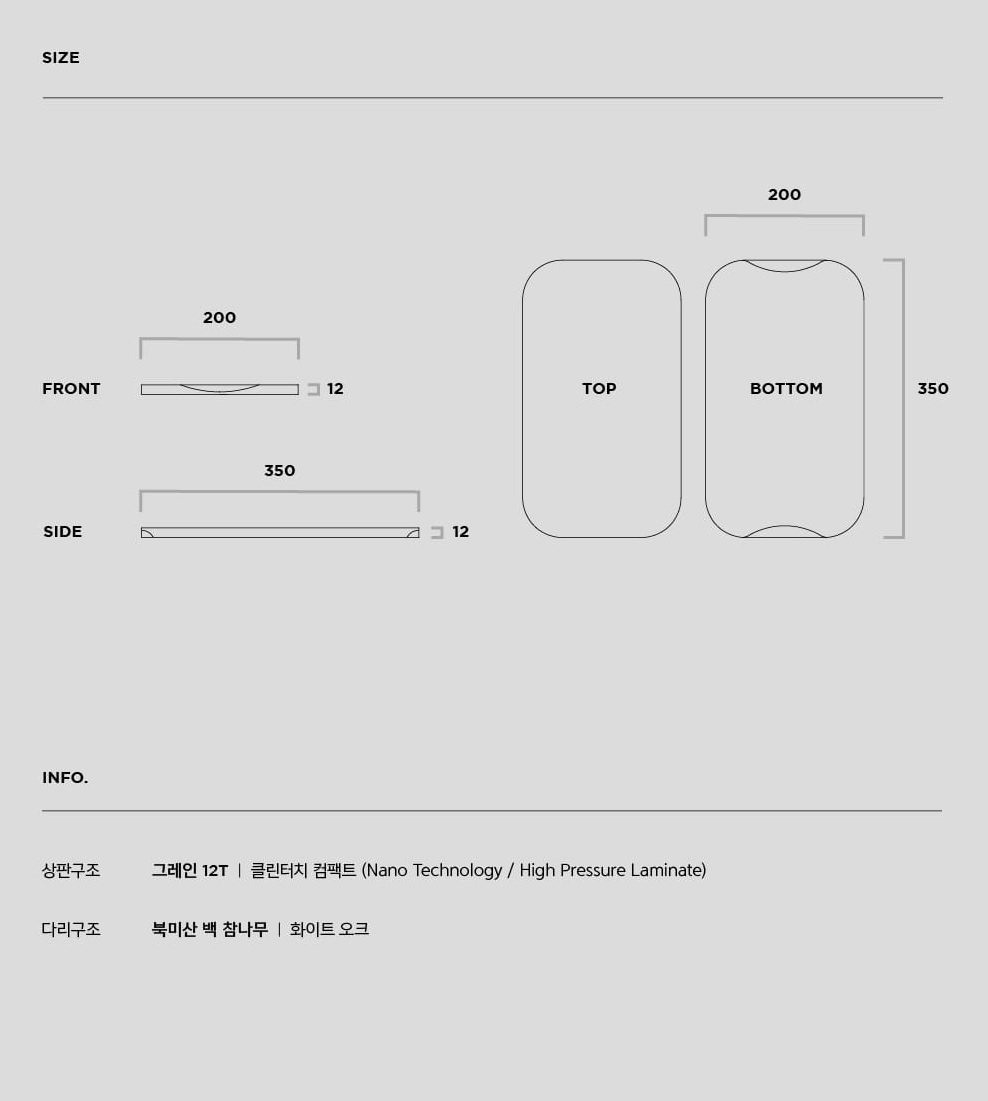 SIZE
200
200
FRONT
12
TOP
BOTTOM
350
350
SIDE
12
INFO.
상판구조 그레인 12T | 클린터치 컴팩트 (Nano Technology / High Pressure Laminate)
다리구조 북미산 백 참나무 | 화이트 오크